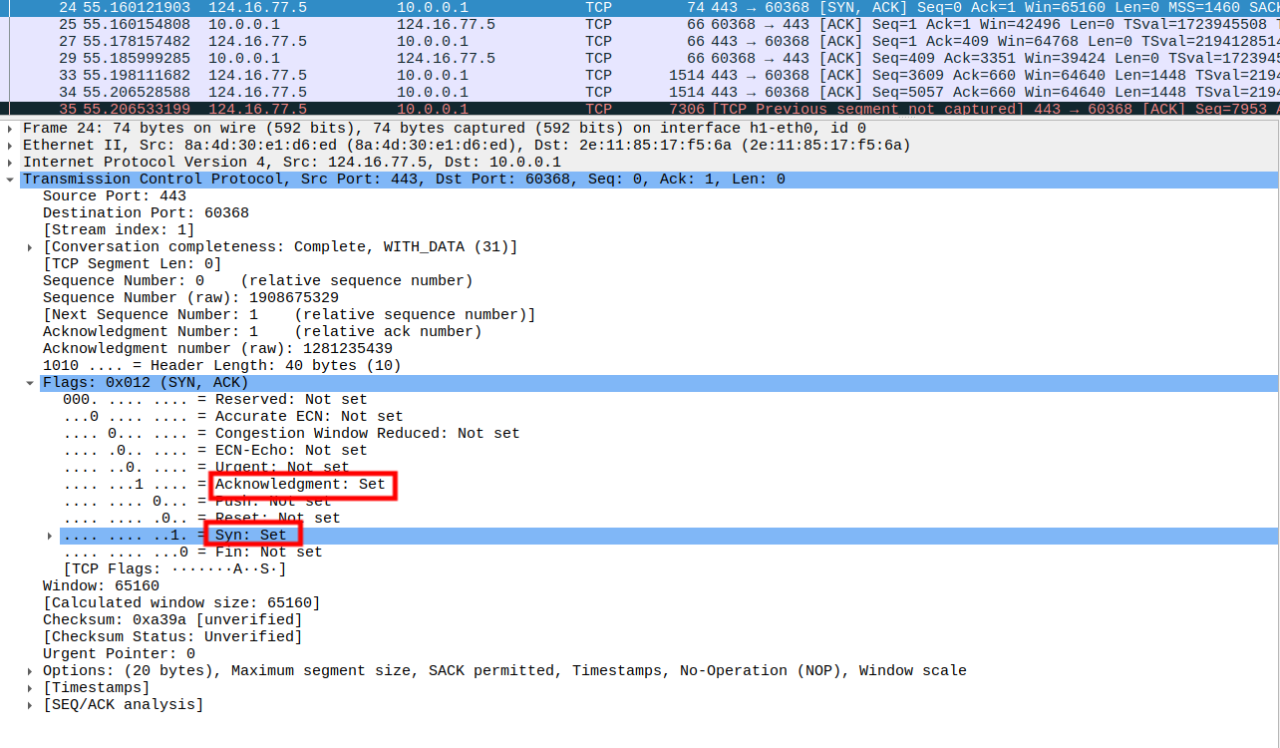 24 55.160121903 124.16.77.5 10.0.0.1 TCP 74 443 → 60368 [SYN, ACK] Seq=0 Ack=1 Win=65160 Len=0 MSS=1460 SACK
25 55.160154808 10.0.0.1 124.16.77.5 TCP 66 60368 → 443 [ACK] Seq=1 Ack=1 Win=42496 Len=0 TSval=1723945508
27 55.178157482 124.16.77.5 10.0.0.1 TCP 66 443 → 60368 [ACK] Seq=1 Ack=409 Win=64768 Len=0 TSval=2194128514
29 55.185999285 10.0.0.1 124.16.77.5 TCP 66 60368 → 443 [ACK] Seq=409 Ack=3351 Win=39424 Len=0 TSval=1723945
33 55.198111682 124.16.77.5 10.0.0.1 TCP 1514 443 → 60368 [ACK] Seq=3609 Ack=660 Win=64640 Len=1448 TSval=2194
34 55.206528588 124.16.77.5 10.0.0.1 TCP 1514 443 → 60368 [ACK] Seq=5057 Ack=660 Win=64640 Len=1448 TSval=2194
35 55.206533199 124.16.77.5 10.0.0.1 TCP 7306 [TCP Previous segment not captured] 443 → 60368 [ACK] Seq=7953
Frame 24: 74 bytes on wire (592 bits), 74 bytes captured (592 bits) on interface h1-eth0, id 0
Ethernet II, Src: 8a:4d:30:e1:d6:ed (8a:4d:30:e1:d6:ed), Dst: 2e:11:85:17:f5:6a (2e:11:85:17:f5:6a)
Internet Protocol Version 4, Src: 124.16.77.5, Dst: 10.0.0.1
Transmission Control Protocol, Src Port: 443, Dst Port: 60368, Seq: 0, Ack: 1, Len: 0
Source Port: 443
Destination Port: 60368
[Stream index: 1]
[Conversation completeness: Complete, WITH_DATA (31)]
[TCP Segment Len: 0]
Sequence Number: 0 (relative sequence number)
Sequence Number (raw): 1908675329
[Next Sequence Number: 1 (relative sequence number)]
Acknowledgment Number: 1 (relative ack number)
Acknowledgment number (raw): 1281235439
1010 .... = Header Length: 40 bytes (10)
Flags: 0x012 (SYN, ACK)
000. .... .... = Reserved: Not set
...0 .... .... = Accurate ECN: Not set
.... 0... .... = Congestion Window Reduced: Not set
.... .0.. .... = ECN-Echo: Not set
.... ..0. .... = Urgent: Not set
.... ...1 .... = Acknowledgment: Set
.... .... 0... = Push: Not set
.... .... .0.. = Reset: Not set
.... .... ..1. = Syn: Set
.... .... ...0 = Fin: Not set
[TCP Flags: ·······A··S·]
Window: 65160
[Calculated window size: 65160]
Checksum: 0xa39a [unverified]
[Checksum Status: Unverified]
Urgent Pointer: 0
Options: (20 bytes), Maximum segment size, SACK permitted, Timestamps, No-Operation (NOP), Window scale
[Timestamps]
[SEQ/ACK analysis]